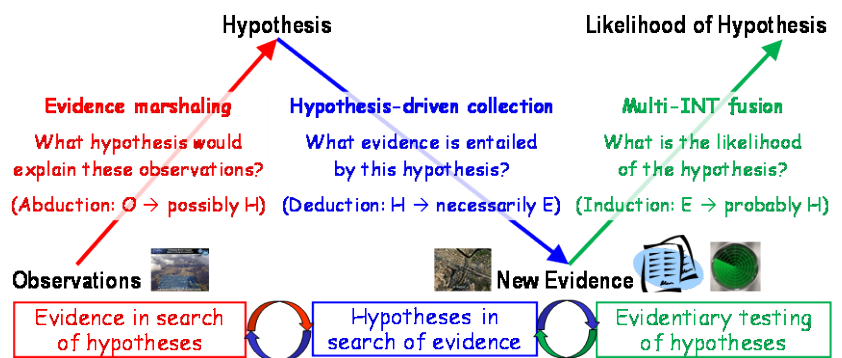 Hypothesis
Likelihood of Hypothesis
Evidence marshaling
What hypothesis would
explain these observations?
(Abduction: O → possibly H)
Hypothesis-driven collection
What evidence is entailed
by this hypothesis?
(Deduction: H → necessarily E)
Multi-INT fusion
What is the likelihood
of the hypothesis?
(Induction: E → probably H)
Observations
New Evidence
Evidence in search
of hypotheses
Hypotheses in
search of evidence
Evidentiary testing
of hypotheses